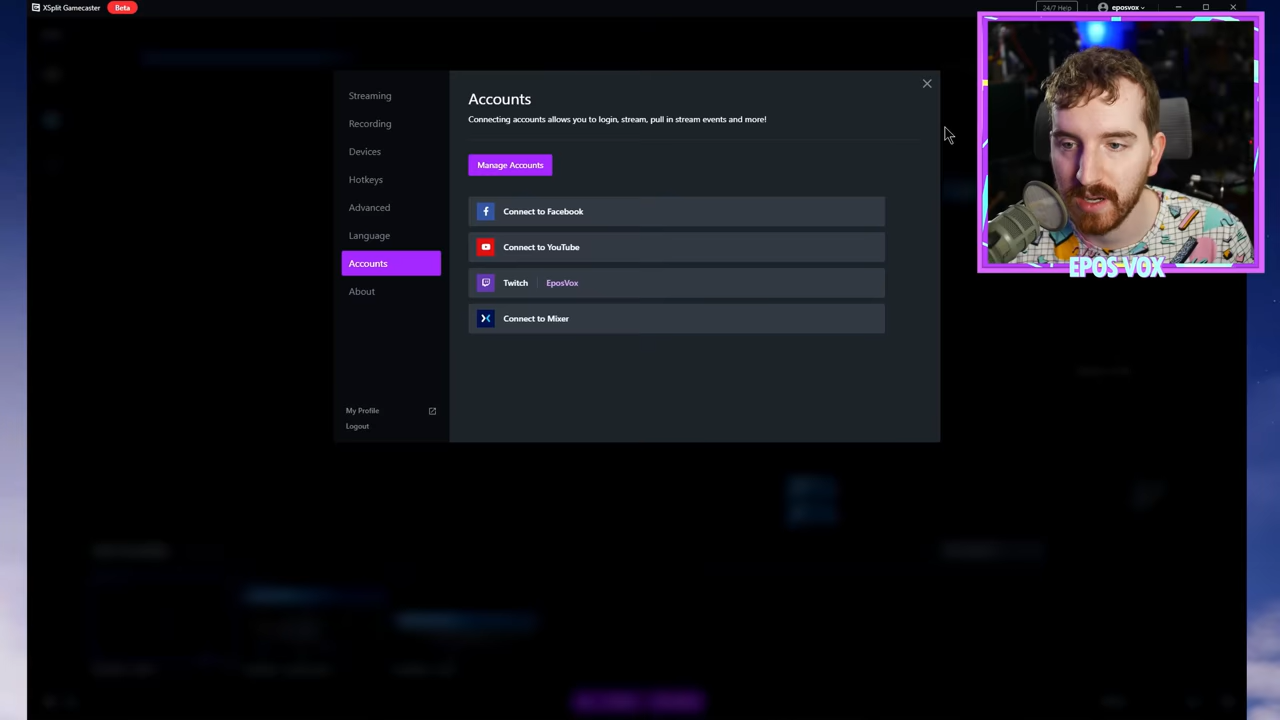 XSplit Gamecaster Beta
24/7 Help eposvox
Streaming
Recording
Devices
Hotkeys
Advanced
Language
Accounts
About
My Profile
Logout
Accounts
Connecting accounts allows you to login, stream, pull in stream events and more!
Manage Accounts
Connect to Facebook
Connect to YouTube
Twitch EposVox
Connect to Mixer
EPOS VOX